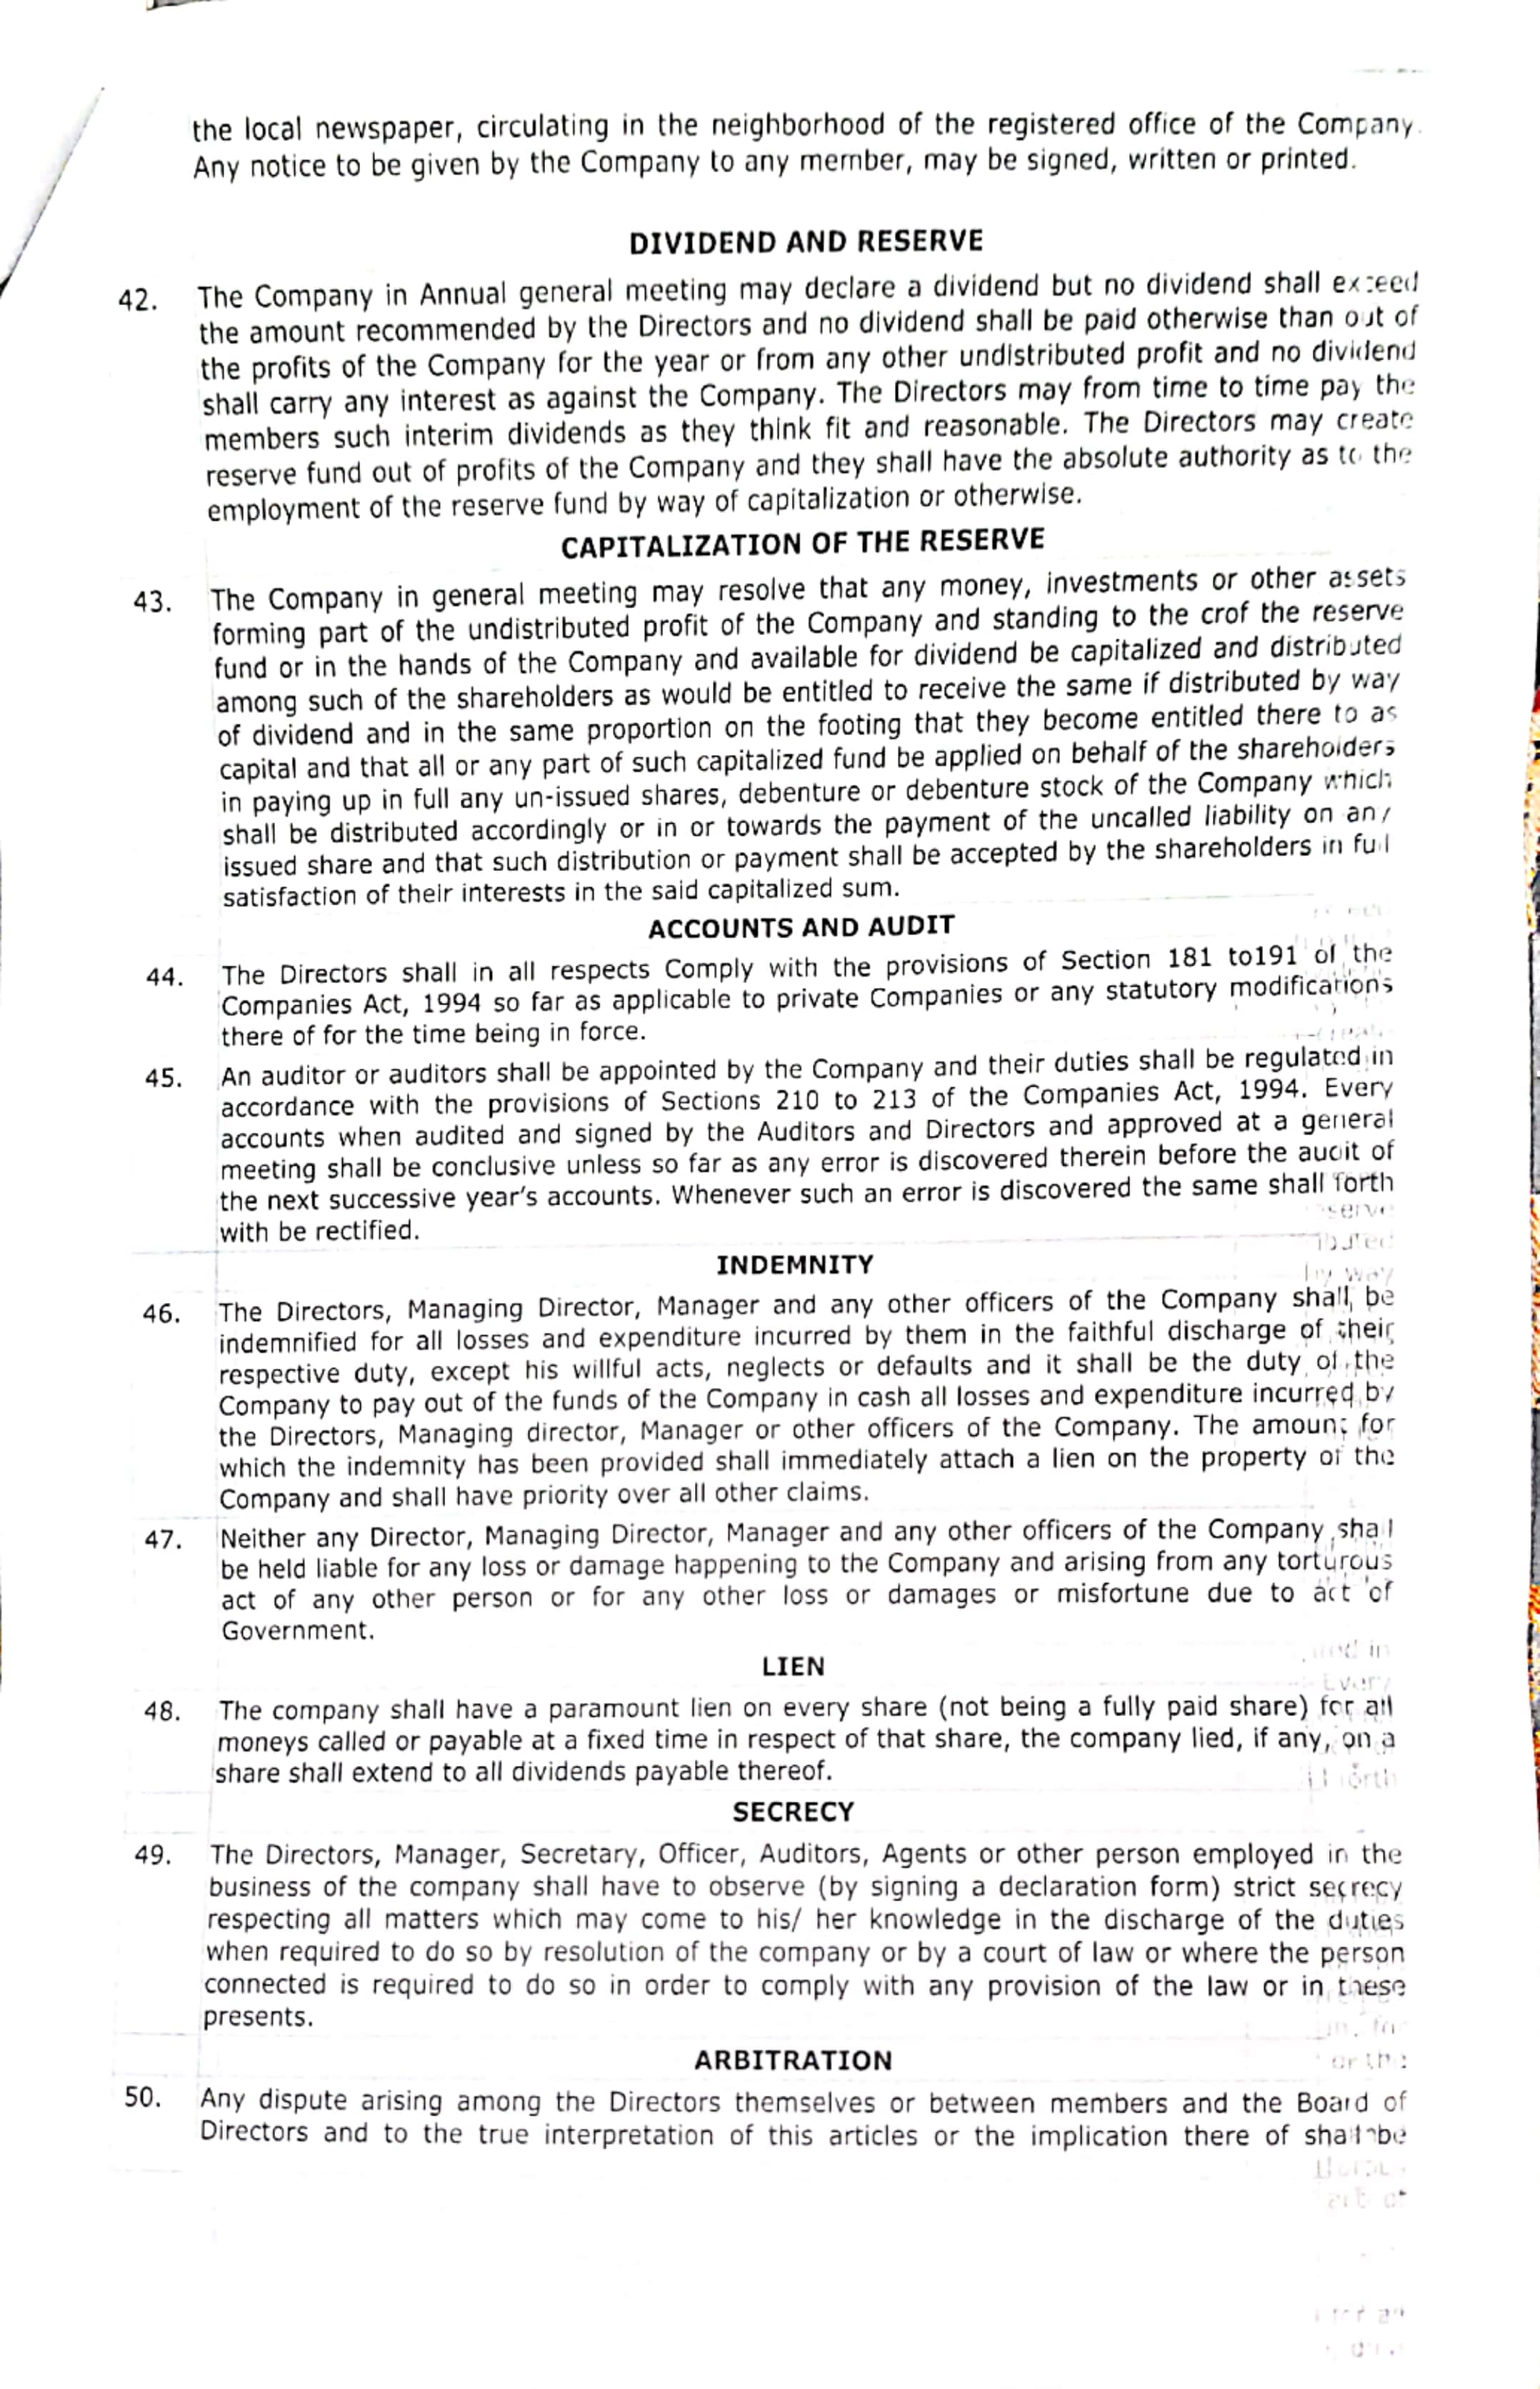 the local newspaper, circulating in the neighborhood of the registered office of the Company.
Any notice to be given by the Company to any member, may be signed, written or printed.
DIVIDEND AND RESERVE
42. The Company in Annual general meeting may declare a dividend but no dividend shall exceed
the amount recommended by the Directors and no dividend shall be paid otherwise than out of
the profits of the Company for the year or from any other undistributed profit and no dividend
shall carry any interest as against the Company. The Directors may from time to time pay the
members such interim dividends as they think fit and reasonable. The Directors may create
reserve fund out of profits of the Company and they shall have the absolute authority as to the
employment of the reserve fund by way of capitalization or otherwise.
CAPITALIZATION OF THE RESERVE
43. The Company in general meeting may resolve that any money, investments or other assets
forming part of the undistributed profit of the Company and standing to the crof the reserve
fund or in the hands of the Company and available for dividend be capitalized and distributed
among such of the shareholders as would be entitled to receive the same if distributed by way
of dividend and in the same proportion on the footing that they become entitled there to as
capital and that all or any part of such capitalized fund be applied on behalf of the shareholders
in paying up in full any un-issued shares, debenture or debenture stock of the Company which
shall be distributed accordingly or in or towards the payment of the uncalled liability on any
issued share and that such distribution or payment shall be accepted by the shareholders in full
satisfaction of their interests in the said capitalized sum.
ACCOUNTS AND AUDIT
44. The Directors shall in all respects Comply with the provisions of Section 181 to191 of the
Companies Act, 1994 so far as applicable to private Companies or any statutory modifications
there of for the time being in force.
45. An auditor or auditors shall be appointed by the Company and their duties shall be regulated in
accordance with the provisions of Sections 210 to 213 of the Companies Act, 1994. Every
accounts when audited and signed by the Auditors and Directors and approved at a general
meeting shall be conclusive unless so far as any error is discovered therein before the audit of
the next successive year's accounts. Whenever such an error is discovered the same shall forth
with be rectified.
INDEMNITY
46. The Directors, Managing Director, Manager and any other officers of the Company shall be
indemnified for all losses and expenditure incurred by them in the faithful discharge of their
respective duty, except his willful acts, neglects or defaults and it shall be the duty of the
Company to pay out of the funds of the Company in cash all losses and expenditure incurred by
the Directors, Managing director, Manager or other officers of the Company. The amount for
which the indemnity has been provided shall immediately attach a lien on the property of the
Company and shall have priority over all other claims.
47. Neither any Director, Managing Director, Manager and any other officers of the Company shall
be held liable for any loss or damage happening to the Company and arising from any torturous
act of any other person or for any other loss or damages or misfortune due to act of
Government.
LIEN
48. The company shall have a paramount lien on every share (not being a fully paid share) for all
moneys called or payable at a fixed time in respect of that share, the company lied, if any, on a
share shall extend to all dividends payable thereof.
SECRECY
49. The Directors, Manager, Secretary, Officer, Auditors, Agents or other person employed in the
business of the company shall have to observe (by signing a declaration form) strict secrecy
respecting all matters which may come to his/ her knowledge in the discharge of the duties
when required to do so by resolution of the company or by a court of law or where the person
connected is required to do so in order to comply with any provision of the law or in these
presents.
ARBITRATION
50. Any dispute arising among the Directors themselves or between members and the Board of
Directors and to the true interpretation of this articles or the implication there of shall be